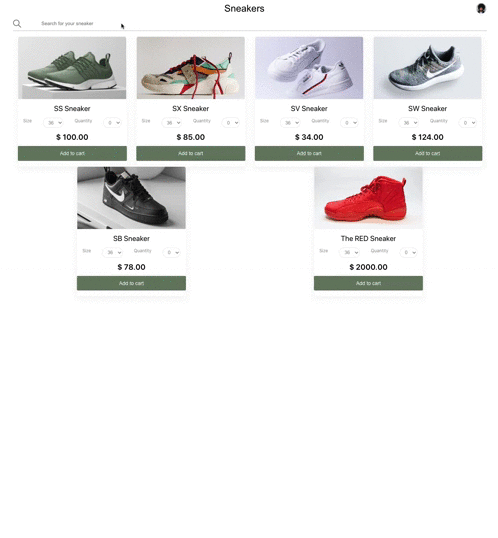 Sneakers
Search for your sneaker
SS Sneaker
Size 36 Quantity 0
$ 100.00
Add to cart
SX Sneaker
Size 36 Quantity 0
$ 85.00
Add to cart
SV Sneaker
Size 36 Quantity 0
$ 34.00
Add to cart
SW Sneaker
Size 36 Quantity 0
$ 124.00
Add to cart
SB Sneaker
Size 36 Quantity 0
$ 78.00
Add to cart
The RED Sneaker
Size 36 Quantity 0
$ 2000.00
Add to cart